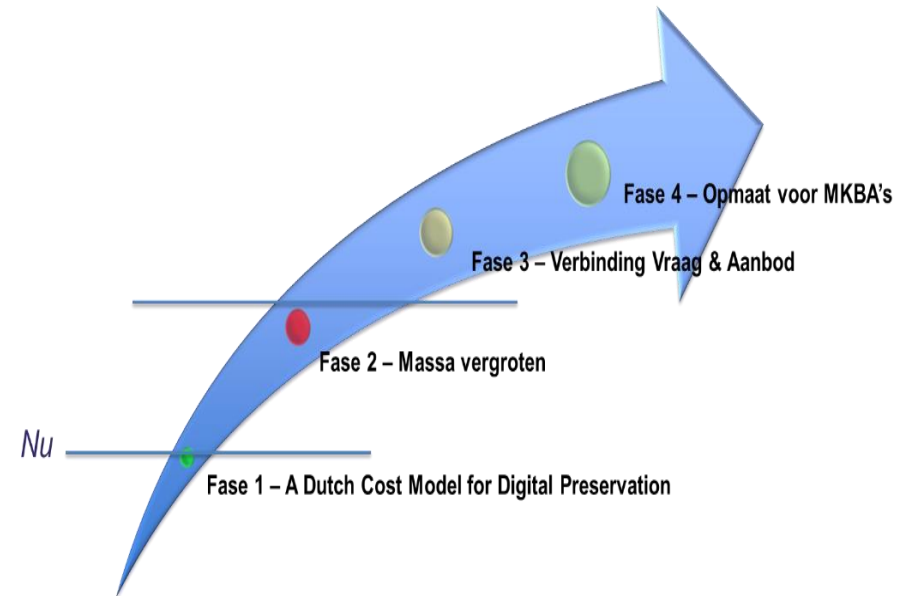 Fase 4 – Opmaat voor MKBA’s
Fase 3 – Verbinding Vraag & Aanbod
Fase 2 – Massa vergroten
Nu
Fase 1 – A Dutch Cost Model for Digital Preservation